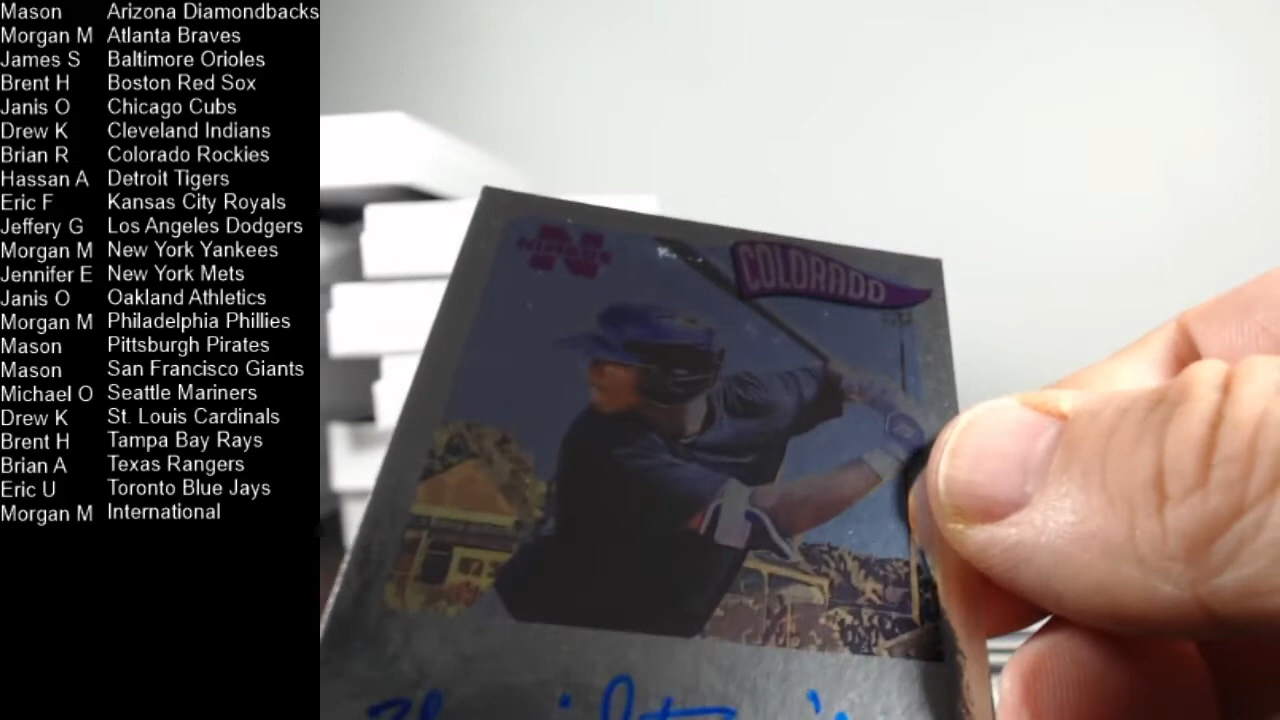 Mason Arizona Diamondbacks
Morgan M Atlanta Braves
James S Baltimore Orioles
Brent H Boston Red Sox
Janis O Chicago Cubs
Drew K Cleveland Indians
Brian R Colorado Rockies
Hassan A Detroit Tigers
Eric F Kansas City Royals
Jeffery G Los Angeles Dodgers
Morgan M New York Yankees
Jennifer E New York Mets
Janis O Oakland Athletics
Morgan M Philadelphia Phillies
Mason Pittsburgh Pirates
Mason San Francisco Giants
Michael O Seattle Mariners
Drew K St. Louis Cardinals
Brent H Tampa Bay Rays
Brian A Texas Rangers
Eric U Toronto Blue Jays
Morgan M International
N
COLORADO